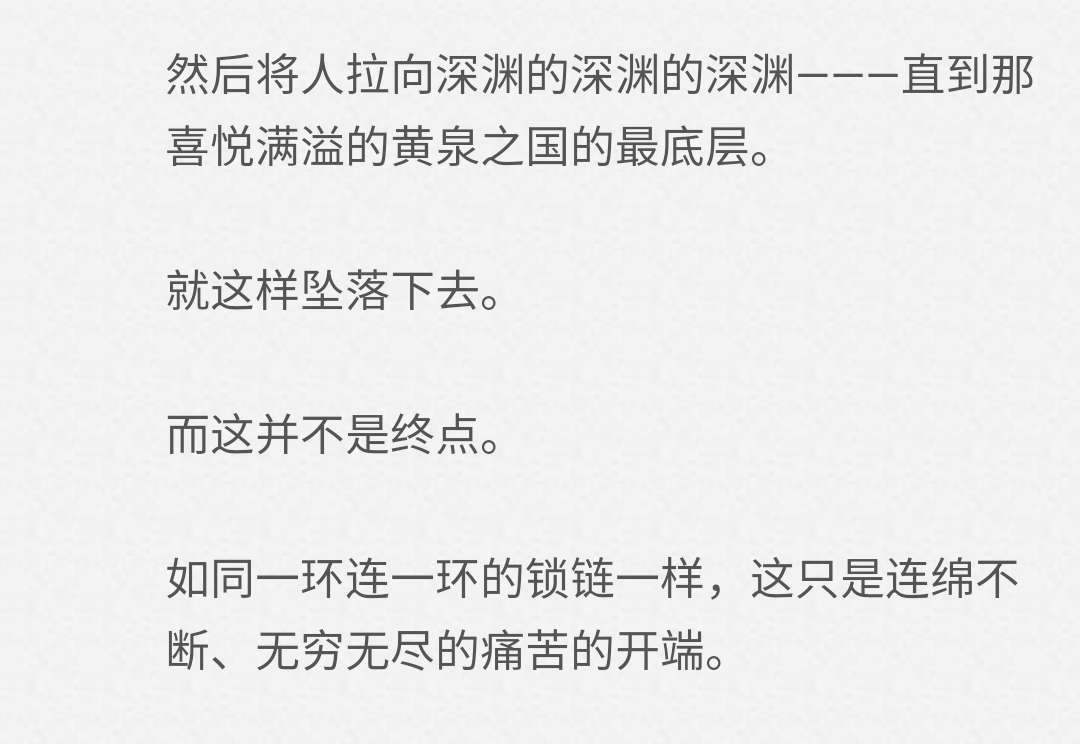 然后将人拉向深渊的深渊的深渊———直到那
喜悦满溢的黄泉之国的最底层。
就这样坠落下去。
而这并不是终点。
如同一环连一环的锁链一样，这只是连绵不
断、无穷无尽的痛苦的开端。